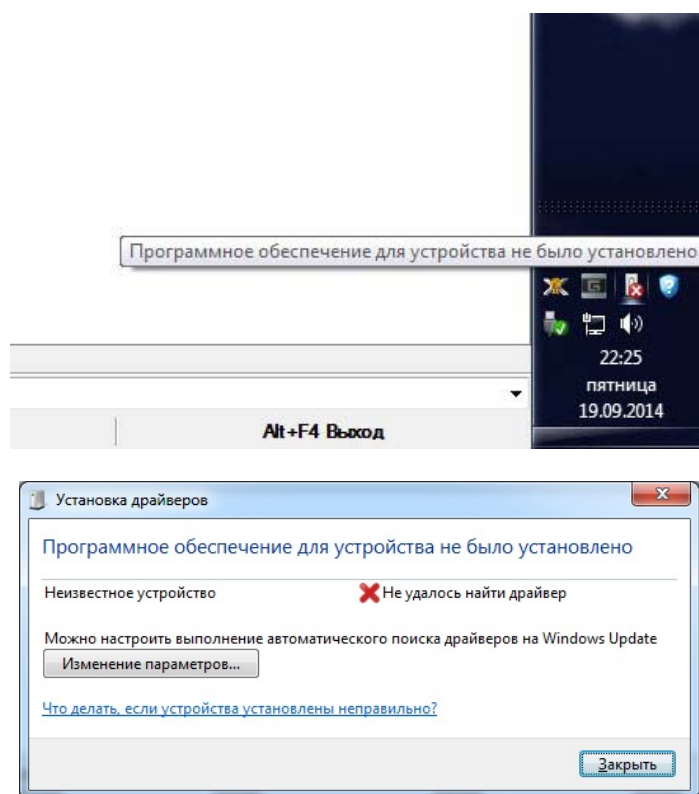 Программное обеспечение для устройства не было установлено
22:25
пятница
19.09.2014
Alt+F4 Выход
Установка драйверов
Программное обеспечение для устройства не было установлено
Неизвестное устройство Не удалось найти драйвер
Можно настроить выполнение автоматического поиска драйверов на Windows Update
Изменение параметров...
Что делать, если устройства установлены неправильно?
Закрыть